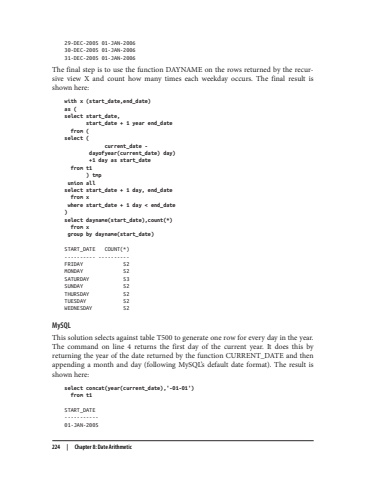 29-DEC-2005 01-JAN-2006
30-DEC-2005 01-JAN-2006
31-DEC-2005 01-JAN-2006
The final step is to use the function DAYNAME on the rows returned by the recur-
sive view X and count how many times each weekday occurs. The final result is
shown here:
with x (start_date,end_date)
as (
select start_date,
start_date + 1 year end_date
from (
select (
current_date -
dayofyear(current_date) day)
+1 day as start_date
from t1
) tmp
union all
select start_date + 1 day, end_date
from x
where start_date + 1 day < end_date
)
select dayname(start_date),count(*)
from x
group by dayname(start_date)
START_DATE COUNT(*)
---------- ----------
FRIDAY 52
MONDAY 52
SATURDAY 53
SUNDAY 52
THURSDAY 52
TUESDAY 52
WEDNESDAY 52
MySQL
This solution selects against table T500 to generate one row for every day in the year.
The command on line 4 returns the first day of the current year. It does this by
returning the year of the date returned by the function CURRENT_DATE and then
appending a month and day (following MySQL's default date format). The result is
shown here:
select concat(year(current_date),'-01-01')
from t1
START_DATE
-----------
01-JAN-2005
224 | Chapter 8: Date Arithmetic